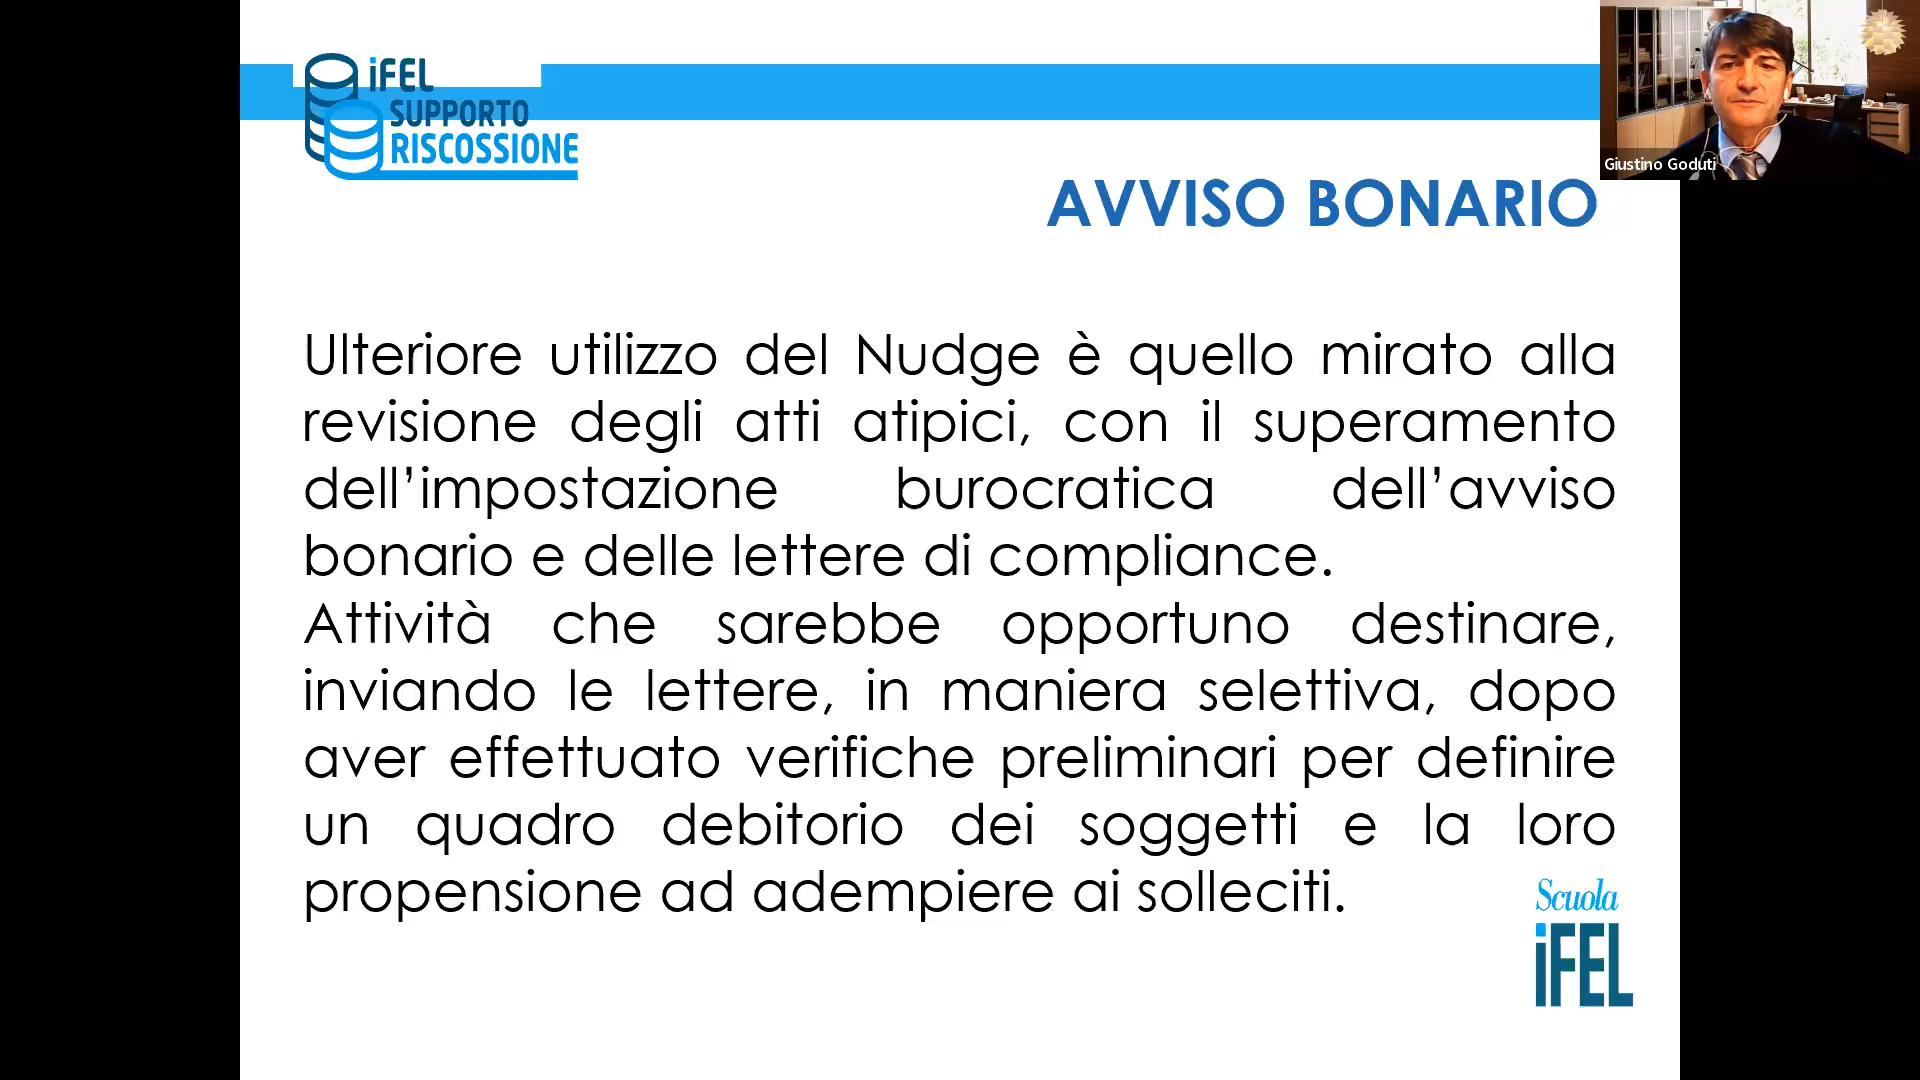 iFEL
SUPPORTO
RISCOSSIONE
Giustino Goduti
AVVISO BONARIO
Ulteriore utilizzo del Nudge è quello mirato alla
revisione degli atti atipici, con il superamento
dell’impostazione burocratica dell’avviso
bonario e delle lettere di compliance.
Attività che sarebbe opportuno destinare,
inviando le lettere, in maniera selettiva, dopo
aver effettuato verifiche preliminari per definire
un quadro debitorio dei soggetti e la loro
propensione ad adempiere ai solleciti.
Scuola
iFEL